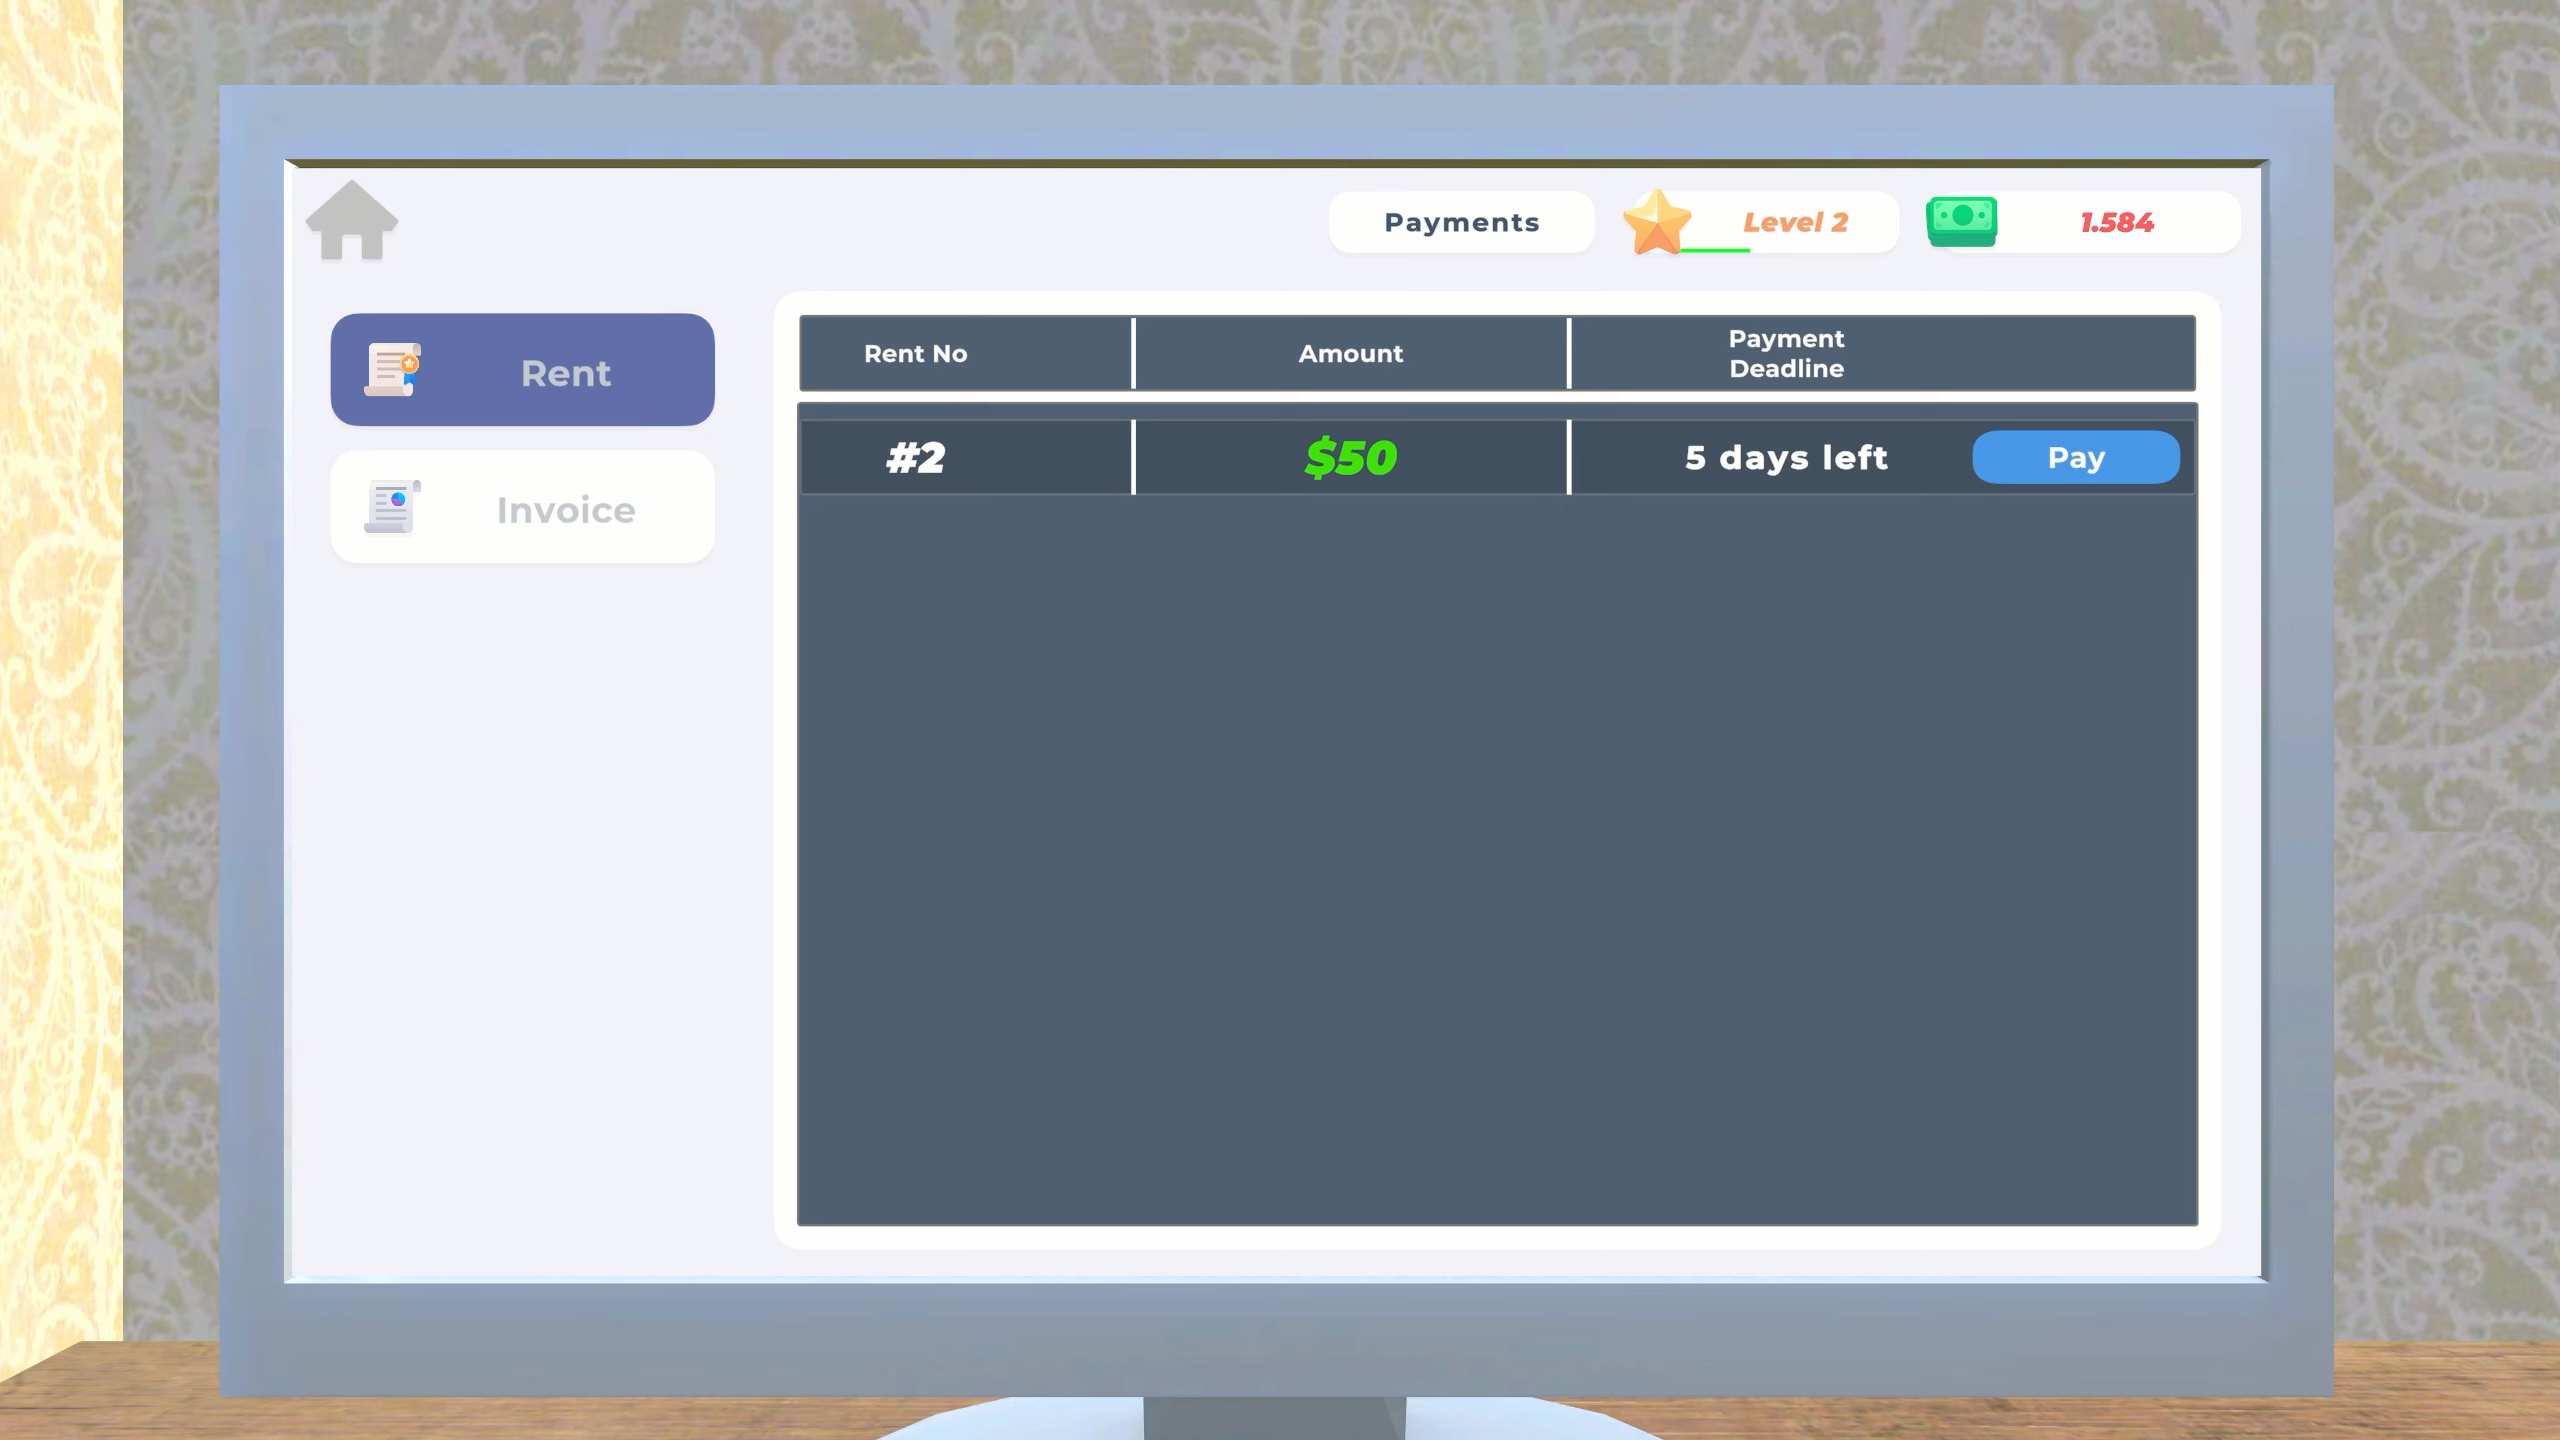 Payments
Level 2
1.584
Rent
Invoice
Rent No
Amount
Payment
Deadline
#2
$50
5 days left
Pay